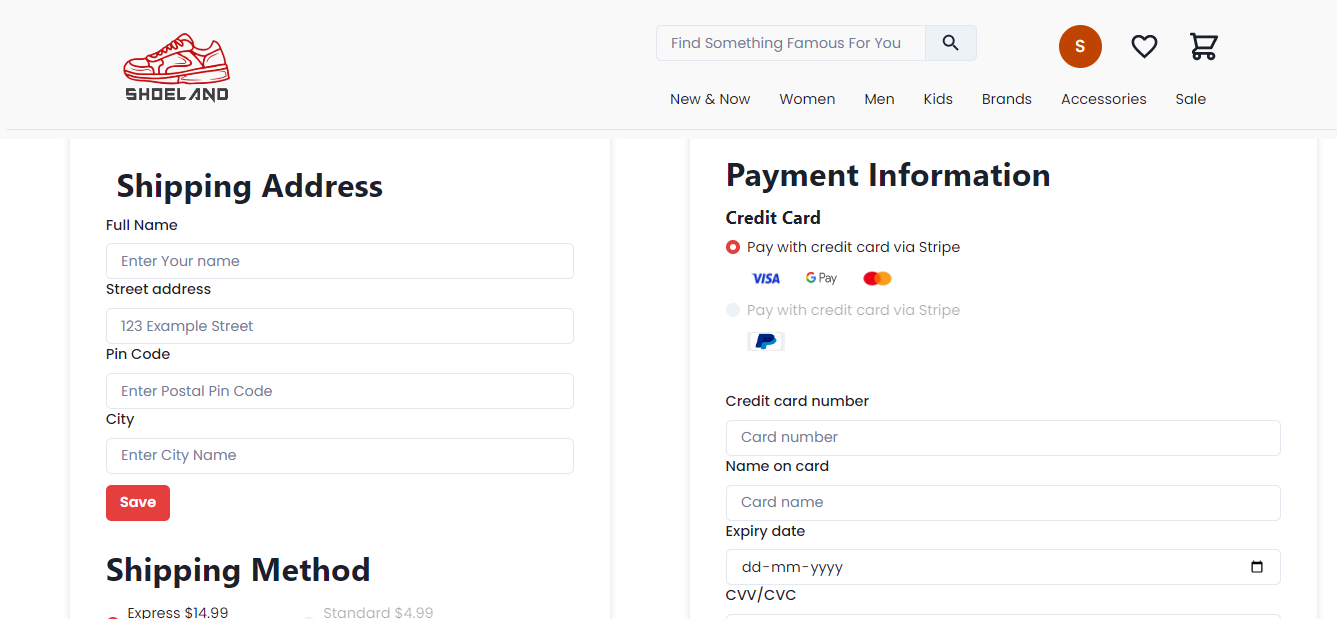 Find Something Famous For You
S
SHOELAND
New & Now Women Men Kids Brands Accessories Sale
Shipping Address
Full Name
Enter Your name
Street address
123 Example Street
Pin Code
Enter Postal Pin Code
City
Enter City Name
Save
Shipping Method
Express $14.99 Standard $4.99
Payment Information
Credit Card
Pay with credit card via Stripe
VISA G Pay
Pay with credit card via Stripe
P
Credit card number
Card number
Name on card
Card name
Expiry date
dd-mm-yyyy
CVV/CVC